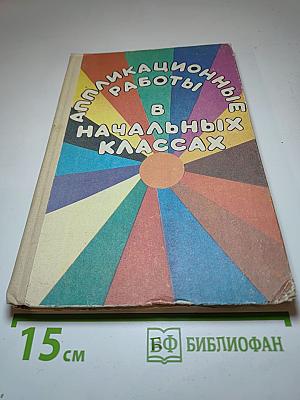 АППЛИКАЦИОННЫЕ
РАБОТЫ
В
НАЧАЛЬНЫХ
КЛАССАХ
15 см
БФ БИБЛИОФАН